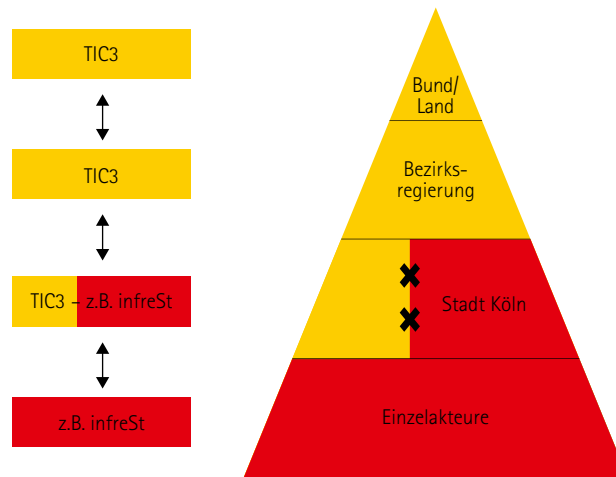 TIC3
TIC3
TIC3 - z.B. infreSt
z.B. infreSt
Bund/
Land
Bezirks-
regierung
Stadt Köln
Einzelakteure